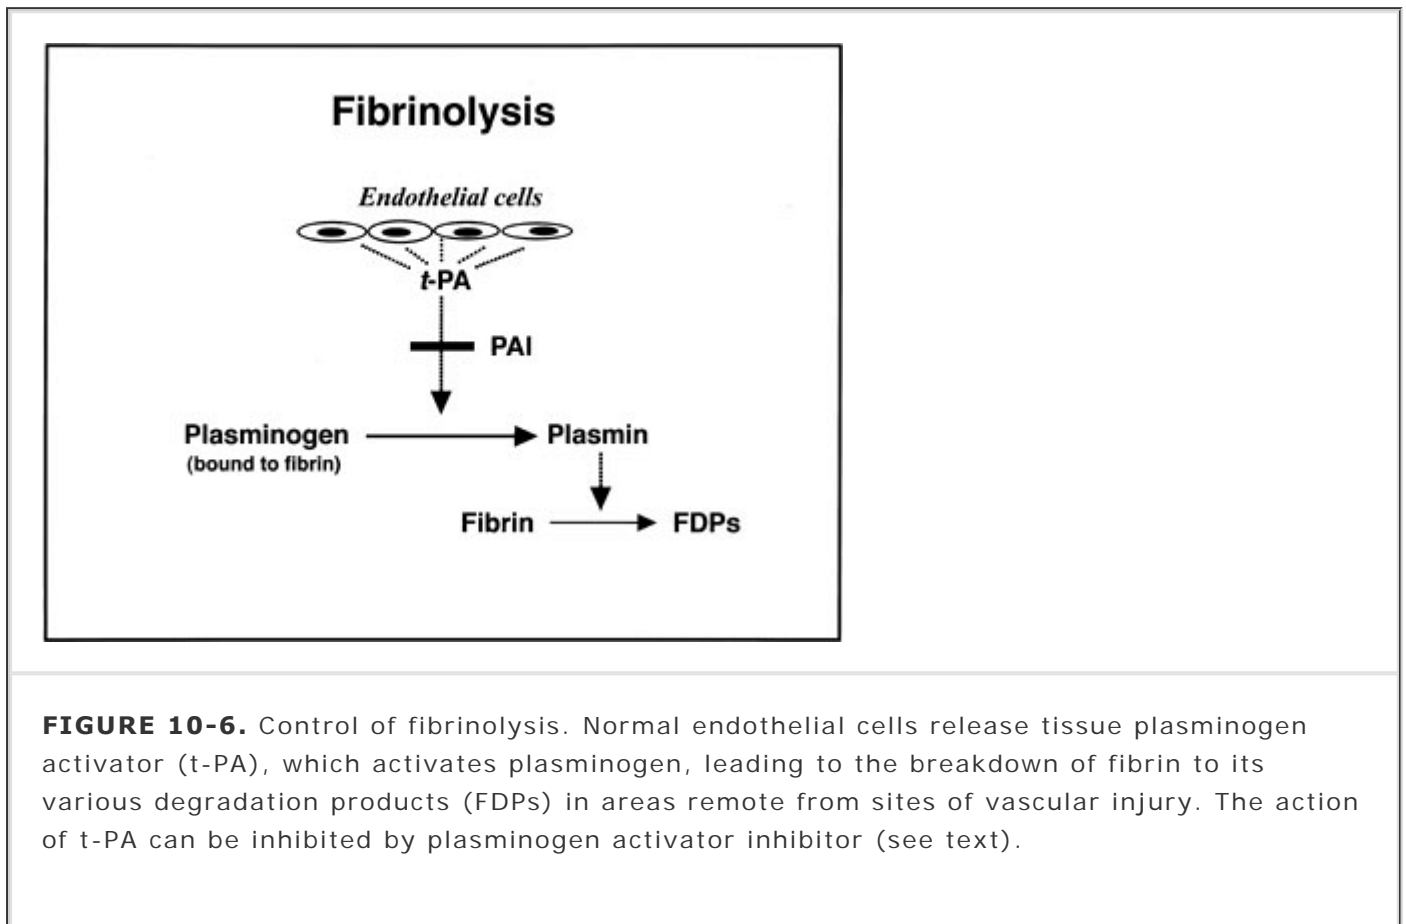 Fibrinolysis
Endothelial cells
t-PA
PAI
Plasminogen
(bound to fibrin)
Plasmin
Fibrin
FDPs
FIGURE 10-6. Control of fibrinolysis. Normal endothelial cells release tissue plasminogen
activator (t-PA), which activates plasminogen, leading to the breakdown of fibrin to its
various degradation products (FDPs) in areas remote from sites of vascular injury. The action
of t-PA can be inhibited by plasminogen activator inhibitor (see text).